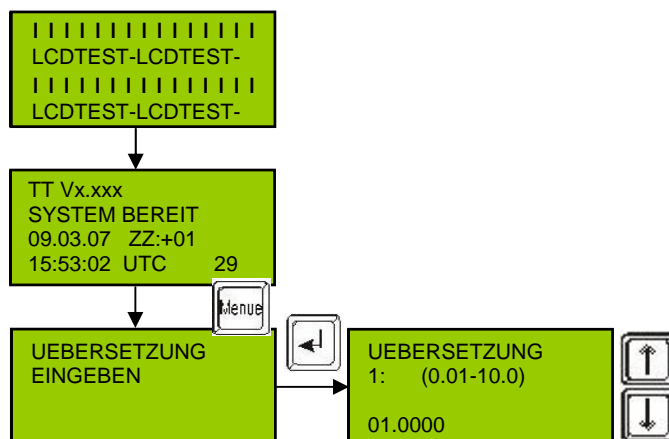 I I I I I I I I I I I I I I I
LCDTEST-LCDTEST-
I I I I I I I I I I I I I I I
LCDTEST-LCDTEST-
TT Vx.xxx
SYSTEM BEREIT
09.03.07 ZZ:+01
15:53:02 UTC 29
Menue
UEBERSETZUNG
EINGEBEN
UEBERSETZUNG
1: (0.01-10.0)
01.0000